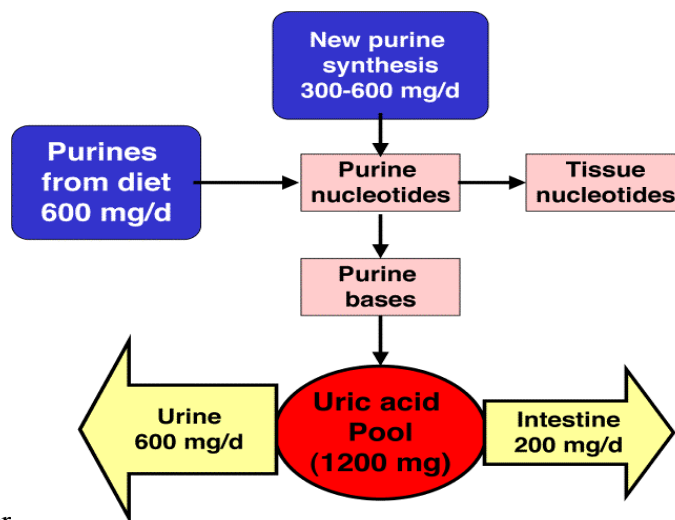 New purine
synthesis
300-600 mg/d
Purines
from diet
600 mg/d
Purine
nucleotides
Tissue
nucleotides
Purine
bases
Urine
600 mg/d
Uric acid
Pool
(1200 mg)
Intestine
200 mg/d